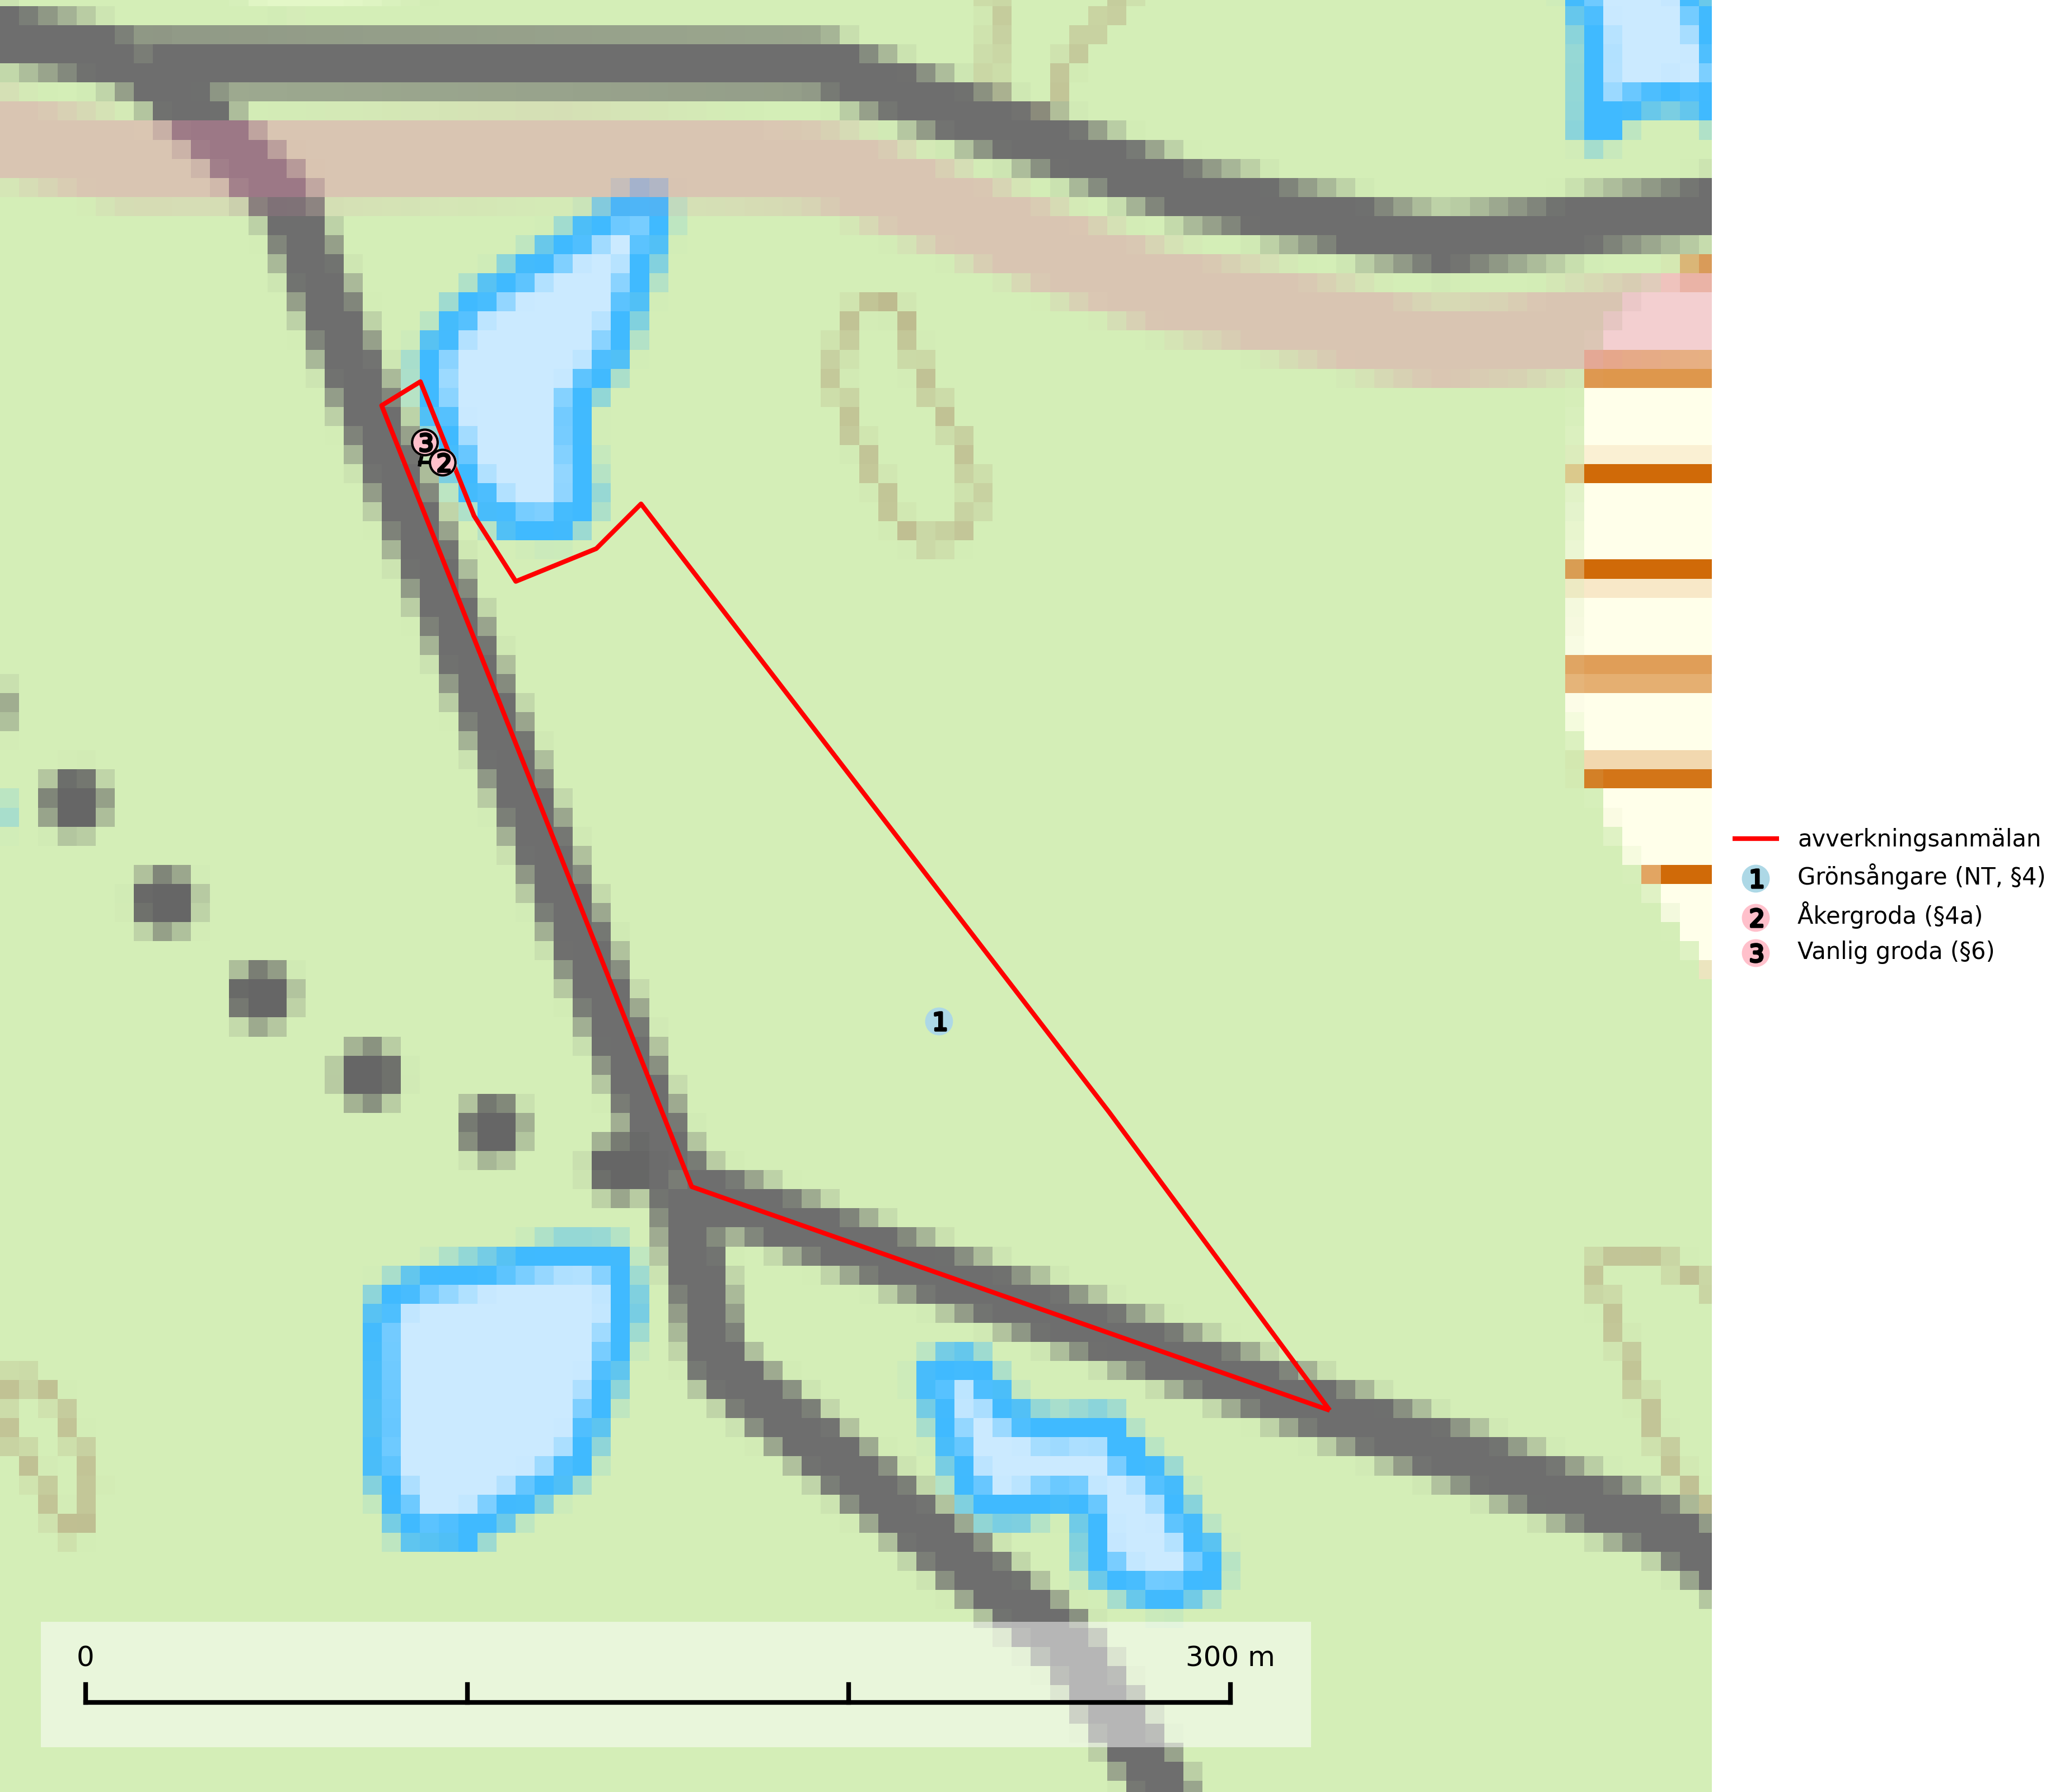 3
2
1
avverkningsanmälan
1 Grönsångare (NT, §4)
2 Åkergroda (§4a)
3 Vanlig groda (§6)
0 300 m